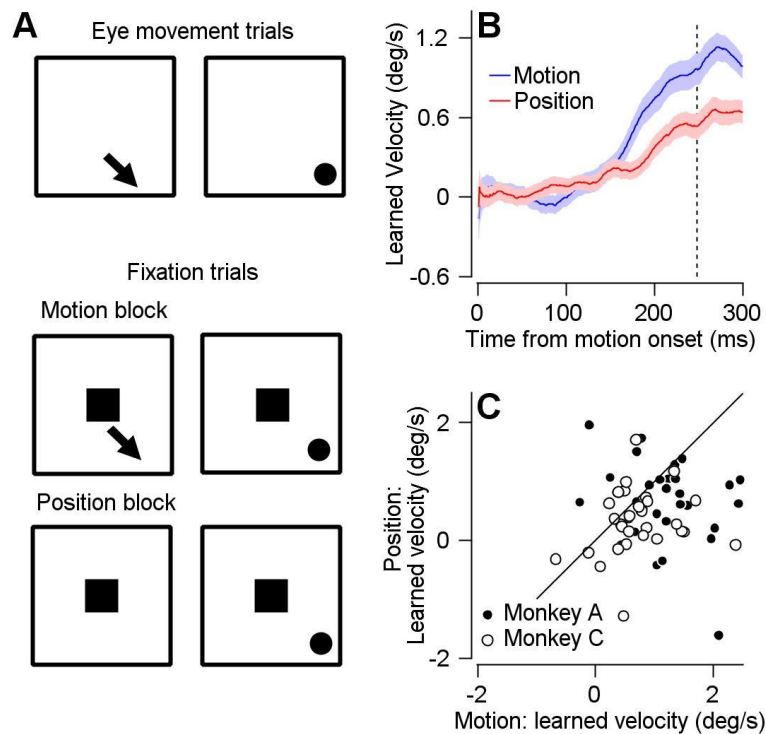 A
Eye movement trials
Fixation trials
Motion block
Position block
B
Learned Velocity (deg/s)
1.2
0.6
0
-0.6
Motion
Position
0 100 200 300
Time from motion onset (ms)
C
Position:
Learned velocity (deg/s)
2
0
-2
Monkey A
Monkey C
-2 0 2
Motion: learned velocity (deg/s)